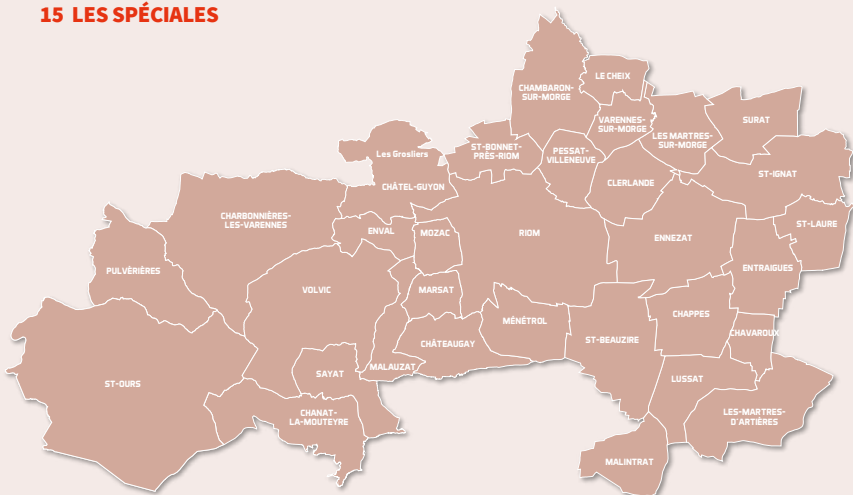 15 LES SPÉCIALES
CHAMBARON-
SUR-MORGE
LE CHEIX
VARENNES-
SUR-MORGE
LES MARTRES-
SUR-MORGE
SURAT
Les Grosliers
ST-BONNET-
PRÈS-RIOM
PESSAT-
VILLENEUVE
ST-IGNAT
CHÂTEL-GUYON
CLERLANDE
CHARBONNIÈRES-
LES-VARENNES
ENVAL
MOZAC
RIOM
ENNEZAT
ST-LAURE
PULVÉRIÈRES
ENTRAIGUES
VOLVIC
MARSAT
MÉNÉTROL
CHAPPES
CHAVAROUX
ST-OURS
SAYAT
MALAUZAT
CHÂTEAUGAY
ST-BEAUZIRE
LUSSAT
CHANAT-
LA-MOUTEYRE
LES-MARTRES-
D'ARTIÈRES
MALINTRAT